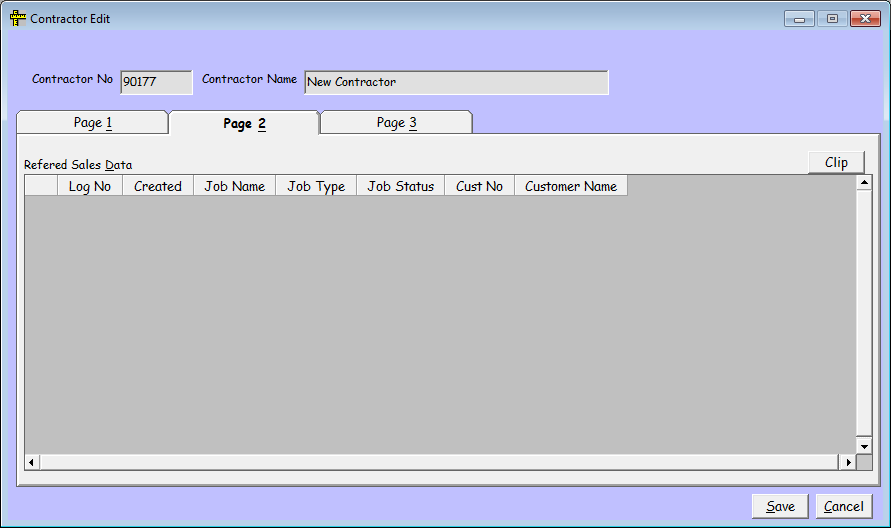 Contractor Edit
Contractor No 90177 Contractor Name New Contractor
Page 1 Page 2 Page 3
Refered Sales Data Clip
Log No Created Job Name Job Type Job Status Cust No Customer Name
Save Cancel